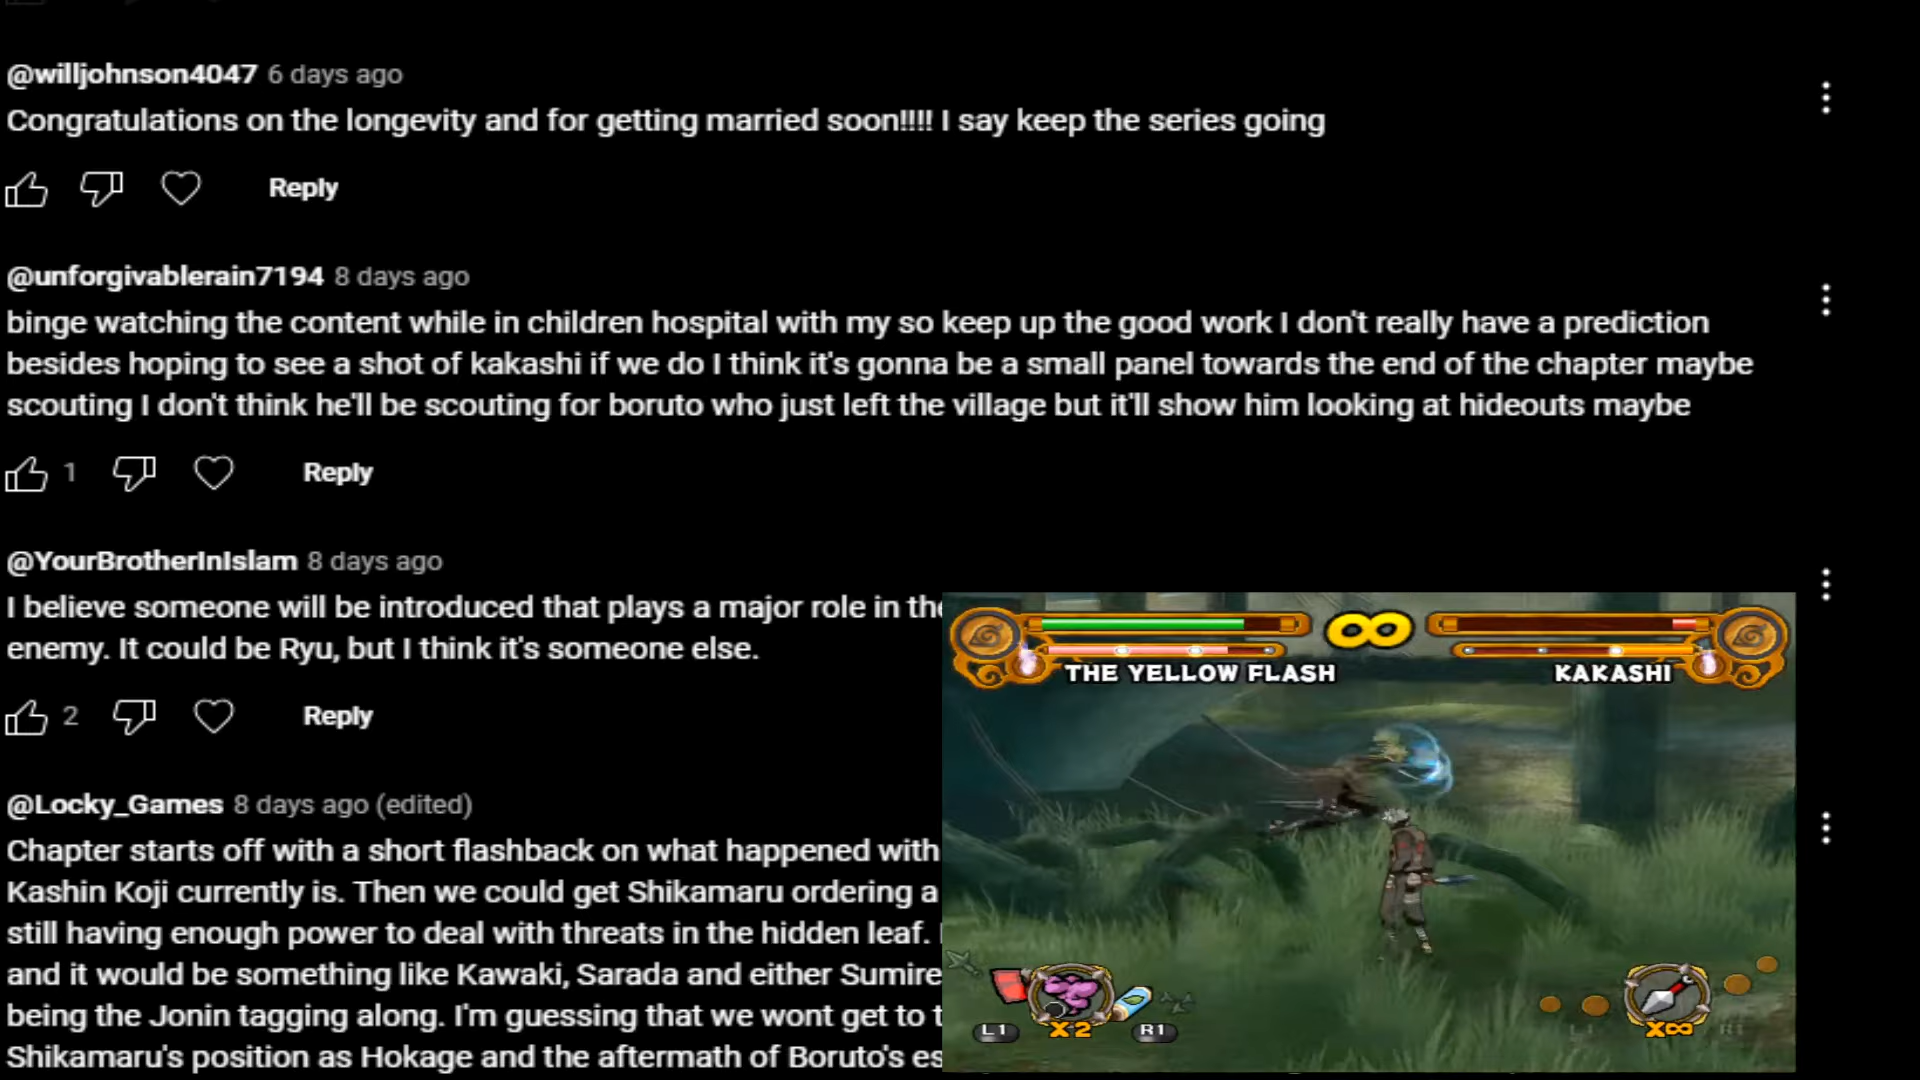 @willjohnson4047 6 days ago
Congratulations on the longevity and for getting married soon!!!! I say keep the series going
Reply
@unforgivablerain7194 8 days ago
binge watching the content while in children hospital with my so keep up the good work I don't really have a prediction
besides hoping to see a shot of kakashi if we do I think it's gonna be a small panel towards the end of the chapter maybe
scouting I don't think he'll be scouting for boruto who just left the village but it'll show him looking at hideouts maybe
1 Reply
@YourBrotherInIslam 8 days ago
I believe someone will be introduced that plays a major role in the
enemy. It could be Ryu, but I think it's someone else.
2 Reply
@Locky_Games 8 days ago (edited)
Chapter starts off with a short flashback on what happened with
Kashin Koji currently is. Then we could get Shikamaru ordering a
still having enough power to deal with threats in the hidden leaf.
and it would be something like Kawaki, Sarada and either Sumire
being the Jonin tagging along. I'm guessing that we wont get to
Shikamaru's position as Hokage and the aftermath of Boruto's
THE YELLOW FLASH KAKASHI
L1 X2 R1 L1 X∞ R1